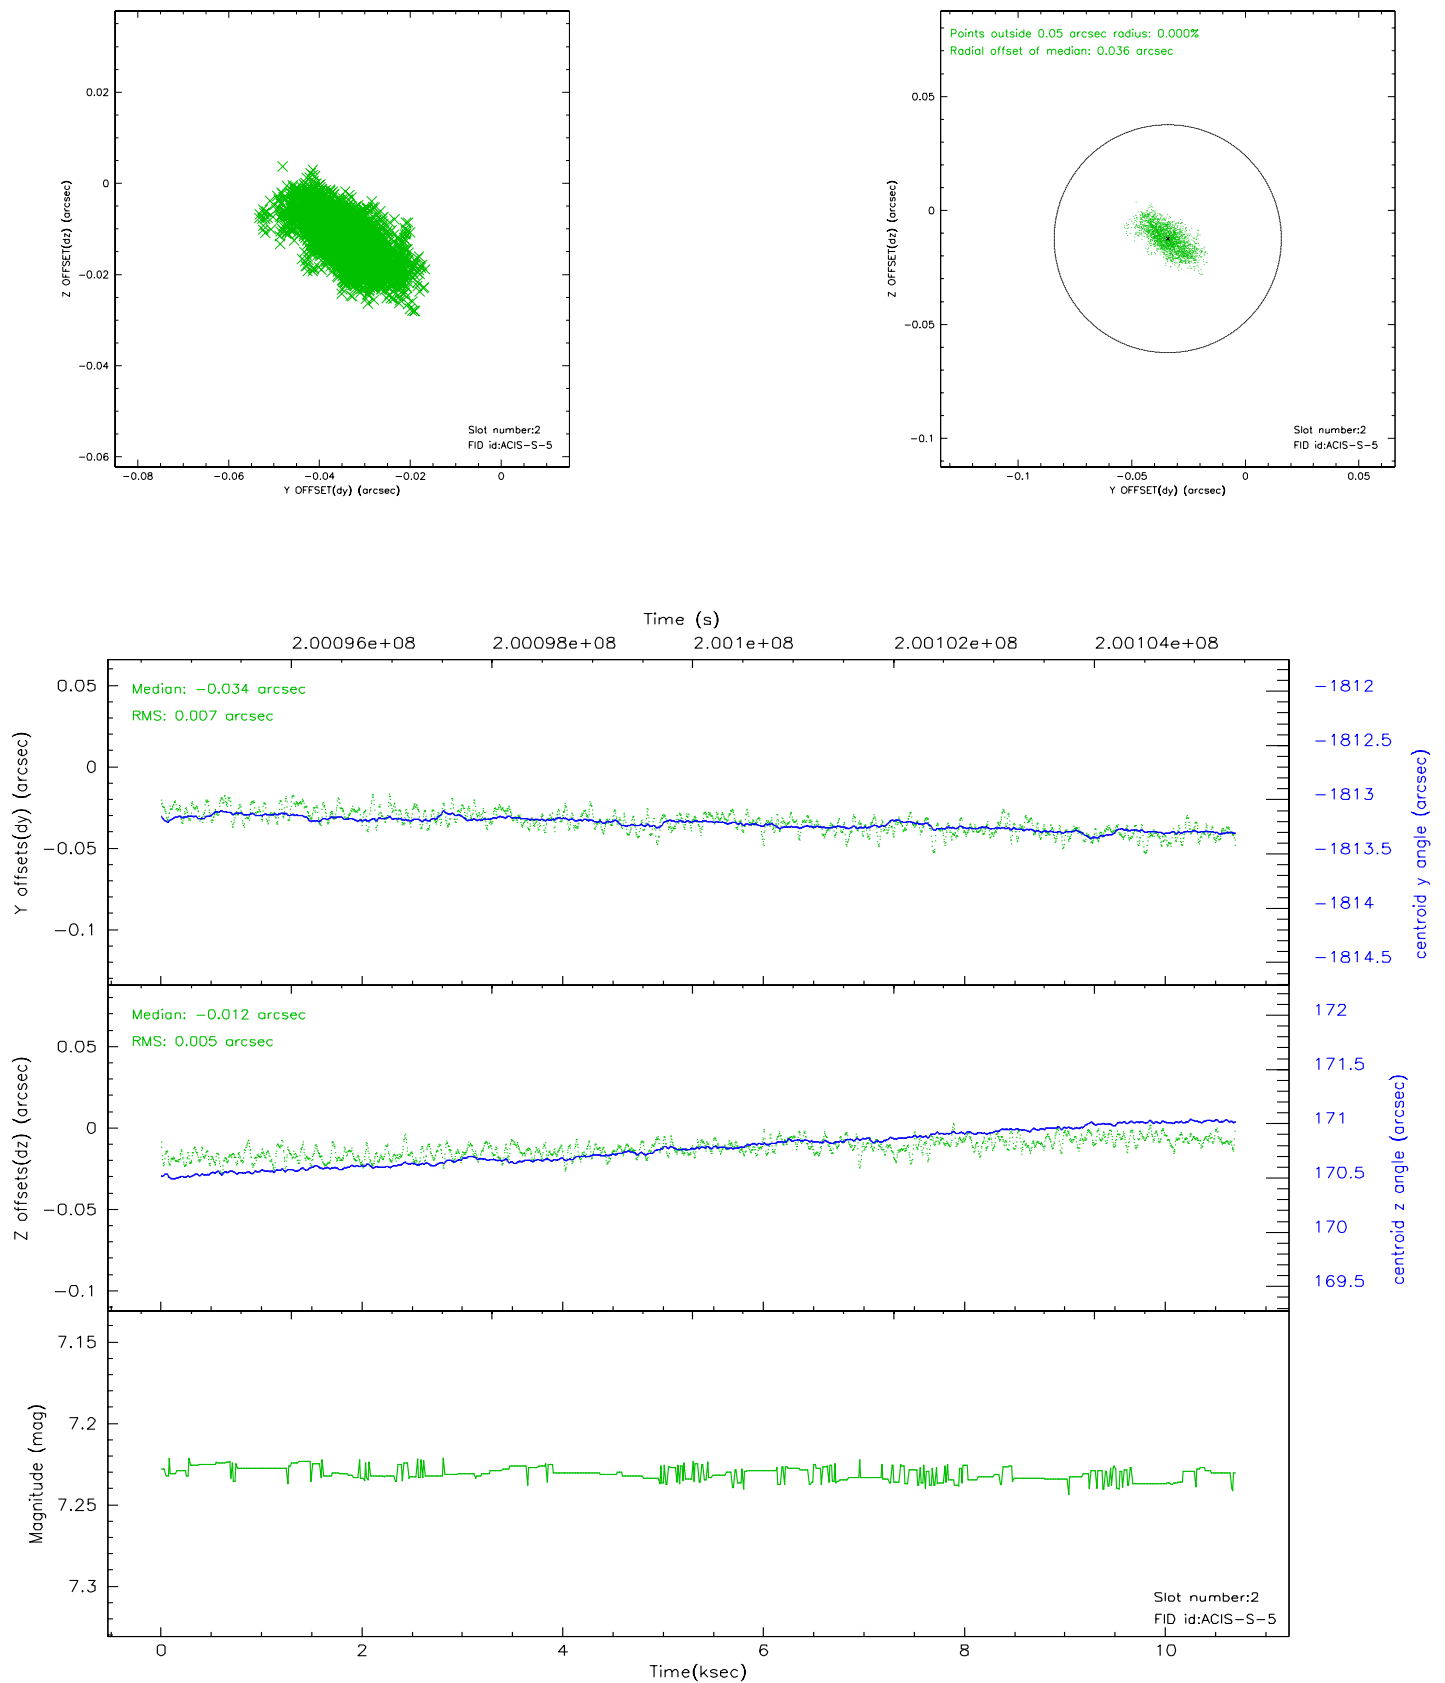 0.02
0
-0.02
-0.04
-0.06
Z OFFSET(dz) (arcsec)
-0.08
-0.06
-0.04
-0.02
0
Y OFFSET(dy) (arcsec)
Slot number:2
FID id:ACIS-S-5
Points outside 0.05 arcsec radius: 0.000%
Radial offset of median: 0.036 arcsec
0.05
0
-0.05
-0.1
Z OFFSET(dz) (arcsec)
-0.1
-0.05
0
0.05
Y OFFSET(dy) (arcsec)
Slot number:2
FID id:ACIS-S-5
Time (s)
2.00096e+08
2.00098e+08
2.001e+08
2.00102e+08
2.00104e+08
Median: -0.034 arcsec
RMS: 0.007 arcsec
0.05
0
-0.05
-0.1
Y offsets(dy) (arcsec)
-1812
-1812.5
-1813
-1813.5
-1814
-1814.5
centroid y angle (arcsec)
Median: -0.012 arcsec
RMS: 0.005 arcsec
0.05
0
-0.05
-0.1
Z offsets(dz) (arcsec)
172
171.5
171
170.5
170
169.5
centroid z angle (arcsec)
7.15
7.2
7.25
7.3
Magnitude (mag)
Slot number:2
FID id:ACIS-S-5
0
2
4
6
8
10
Time(ksec)